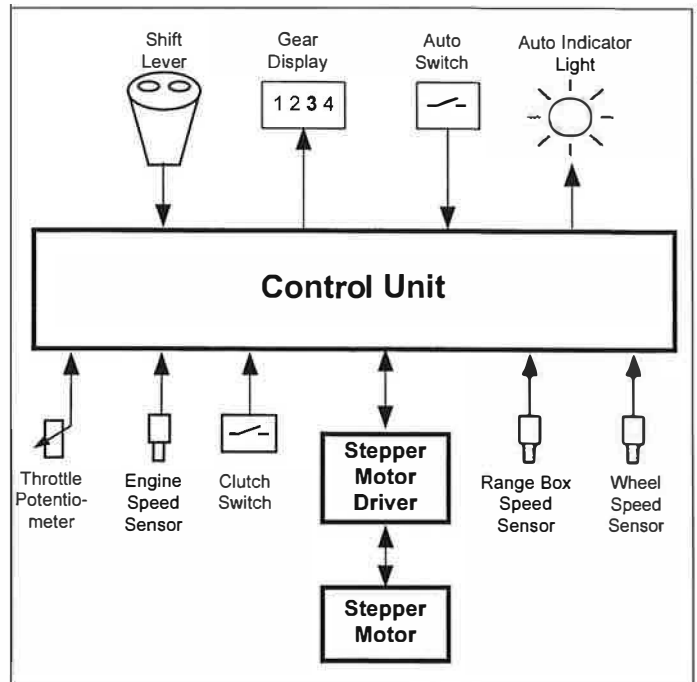 Shift
Lever
Gear
Display
Auto
Switch
Auto Indicator
Light
1 2 3 4
Control Unit
Throttle
Potentio-
meter
Engine
Speed
Sensor
Clutch
Switch
Stepper
Motor
Driver
Range Box
Speed
Sensor
Wheel
Speed
Sensor
Stepper
Motor